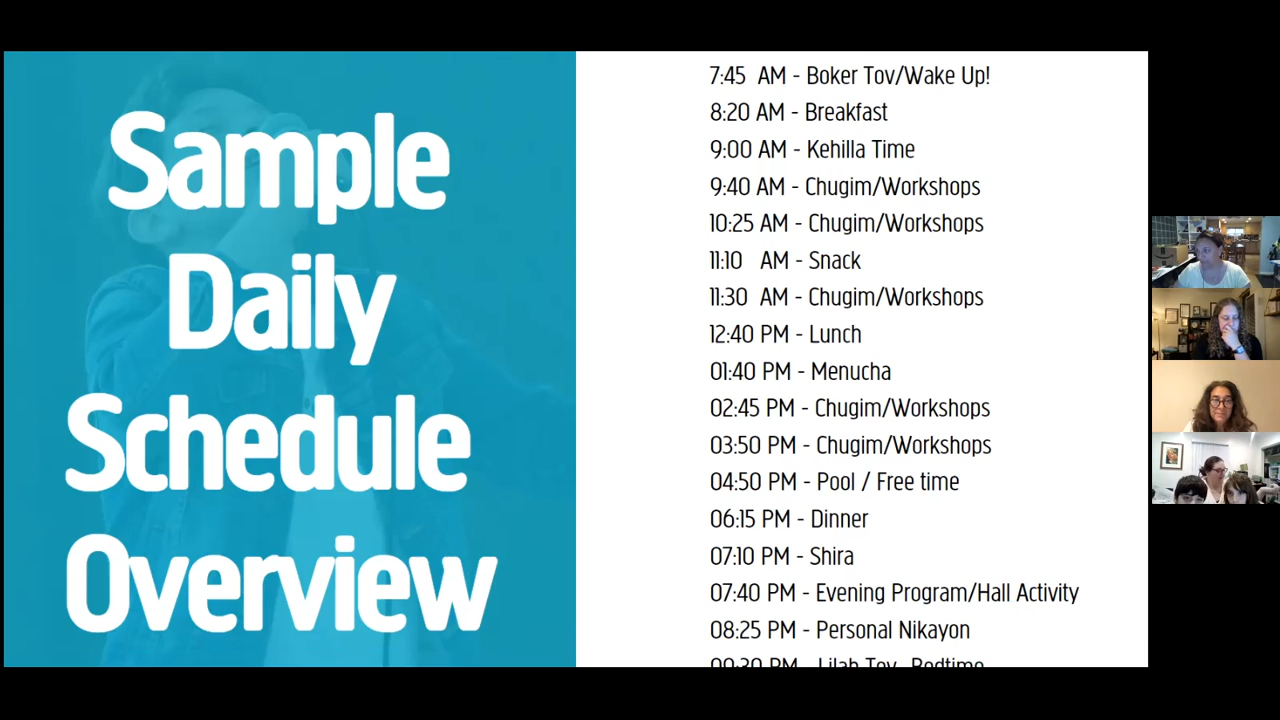 Sample
Daily
Schedule
Overview
7:45 AM - Boker Tov/Wake Up!
8:20 AM - Breakfast
9:00 AM - Kehilla Time
9:40 AM - Chugim/Workshops
10:25 AM - Chugim/Workshops
11:10 AM - Snack
11:30 AM - Chugim/Workshops
12:40 PM - Lunch
01:40 PM - Menucha
02:45 PM - Chugim/Workshops
03:50 PM - Chugim/Workshops
04:50 PM - Pool / Free time
06:15 PM - Dinner
07:10 PM - Shira
07:40 PM - Evening Program/Hall Activity
08:25 PM - Personal Nikayon
PM - Lilah Tov Bedtime